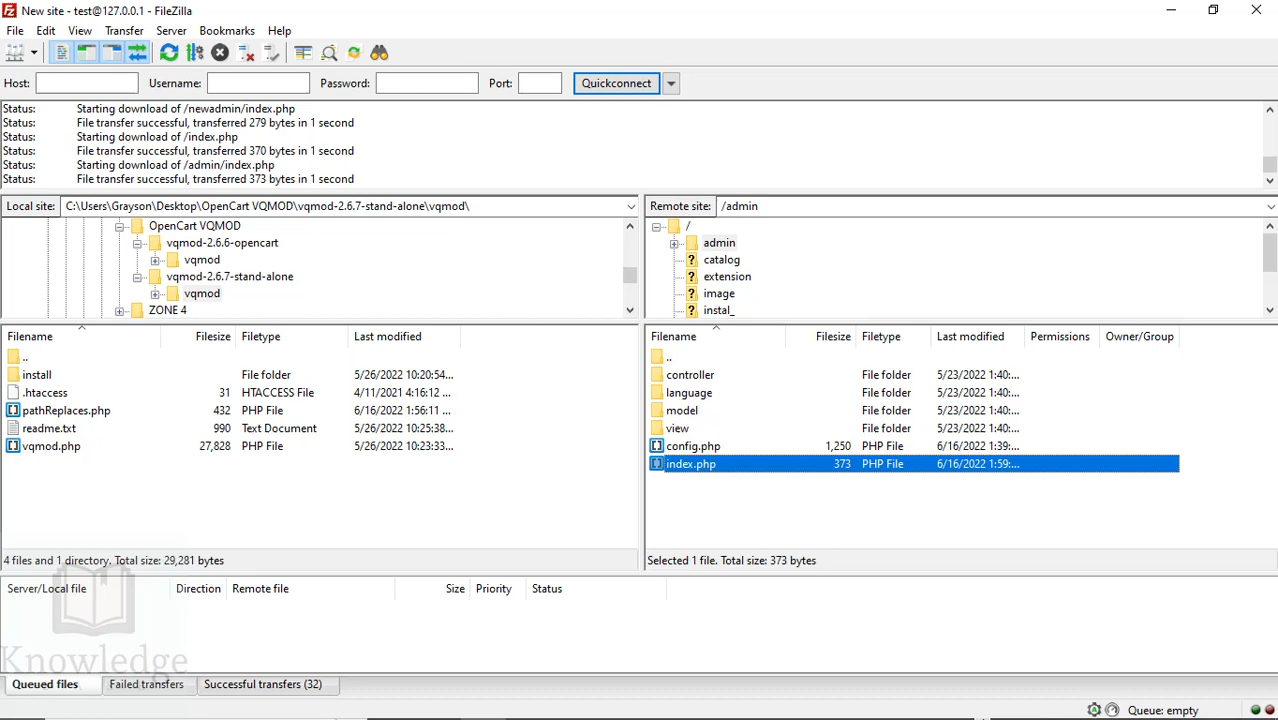 New site - test@127.0.0.1 - FileZilla
File Edit View Transfer Server Bookmarks Help
Host: Username: Password: Port: Quickconnect
Status: Starting download of /newadmin/index.php
Status: File transfer successful, transferred 279 bytes in 1 second
Status: Starting download of /index.php
Status: File transfer successful, transferred 370 bytes in 1 second
Status: Starting download of /admin/index.php
Status: File transfer successful, transferred 373 bytes in 1 second
Local site: C:\Users\Grayson\Desktop\OpenCart VQMOD\vqmod-2.6.7-stand-alone\vqmod\
OpenCart VQMOD
vqmod-2.6.6-opencart
vqmod
vqmod-2.6.7-stand-alone
vqmod
ZONE 4
Filename Filesize Filetype Last modified
..
install File folder 5/26/2022 10:20:54...
.htaccess 31 HTACCESS File 4/11/2021 4:16:12 ...
pathReplaces.php 432 PHP File 6/16/2022 1:56:11 ...
readme.txt 990 Text Document 5/26/2022 10:25:38...
vqmod.php 27,828 PHP File 5/26/2022 10:23:33...
4 files and 1 directory. Total size: 29,281 bytes
Remote site: /admin
/
admin
catalog
extension
image
instal_
Filename Filesize Filetype Last modified Permissions Owner/Group
..
controller File folder 5/23/2022 1:40:...
language File folder 5/23/2022 1:40:...
model File folder 5/23/2022 1:40:...
view File folder 5/23/2022 1:40:...
config.php 1,250 PHP File 6/16/2022 1:39:...
index.php 373 PHP File 6/16/2022 1:59:...
Selected 1 file. Total size: 373 bytes
Server/Local file Direction Remote file Size Priority Status
Knowledge
Queued files Failed transfers Successful transfers (32)
Queue: empty